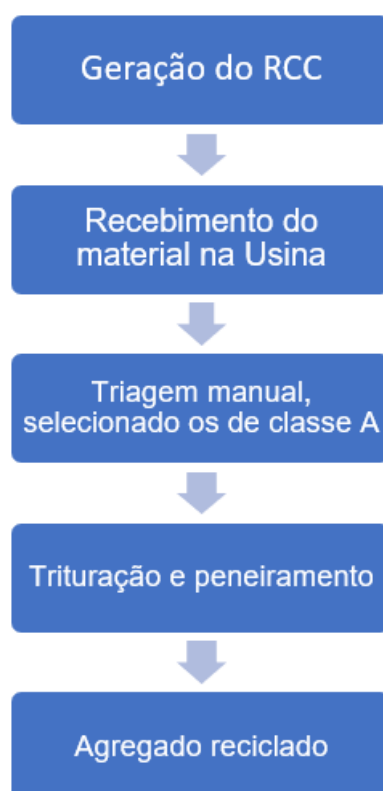 Geração do RCC
Recebimento do
material na Usina
Triagem manual,
selecionado os de classe A
Trituração e peneiramento
Agregado reciclado